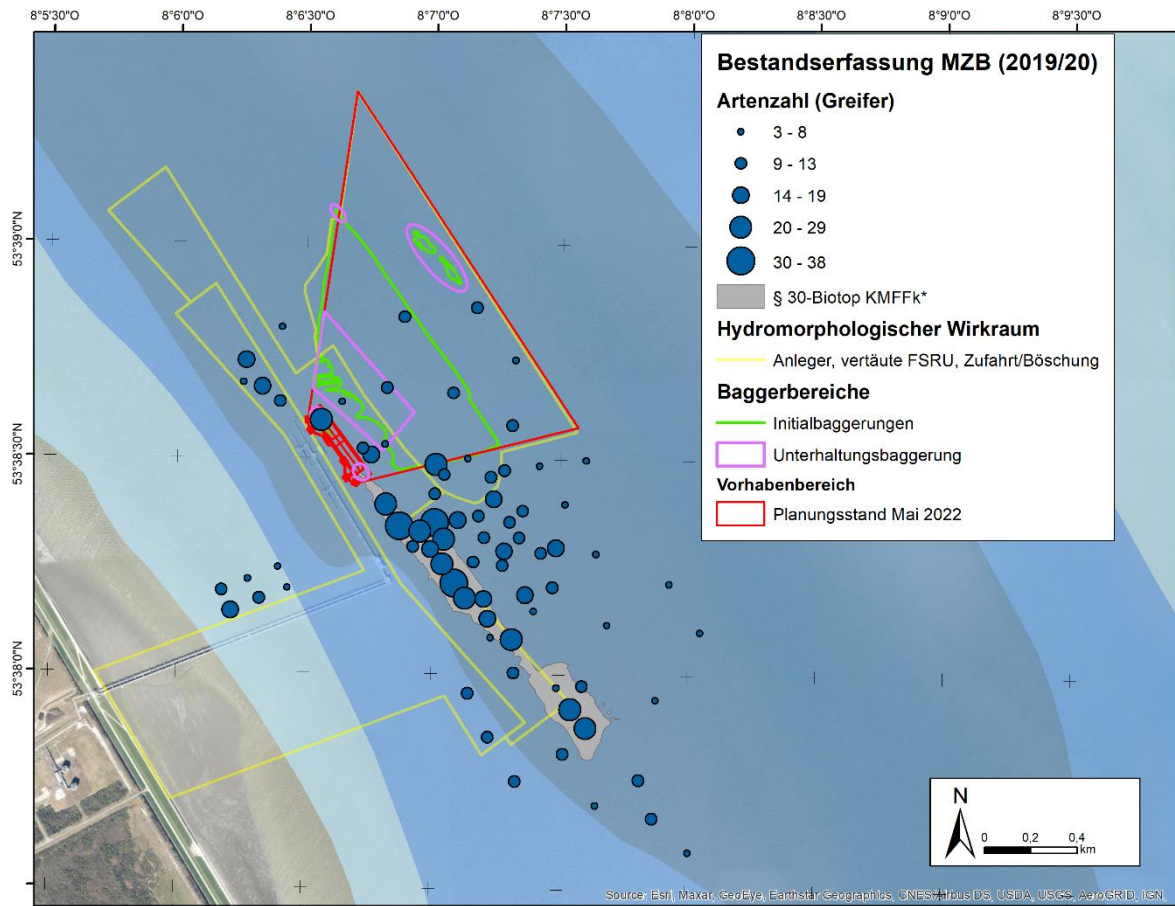 8°5'30"O 8°6'0"O 8°6'30"O 8°7'0"O 8°7'30"O 8°8'0"O 8°8'30"O 8°9'0"O 8°9'30"O
53°39'0"N
53°38'30"N
53°38'0"N
Bestandserfassung MZB (2019/20)
Artenzahl (Greifer)
3 - 8
9 - 13
14 - 19
20 - 29
30 - 38
§ 30-Biotop KMFFk*
Hydromorphologischer Wirkraum
Anleger, vertäute FSRU, Zufahrt/Böschung
Baggerbereiche
Initialbaggerungen
Unterhaltungsbaggerung
Vorhabenbereich
Planungsstand Mai 2022
N
0 0,2 0,4
km
Source: Esri, Maxar, GeoEye, Earthstar Geographics, CNES/Airbus DS, USDA, USGS, AeroGRID, IGN,